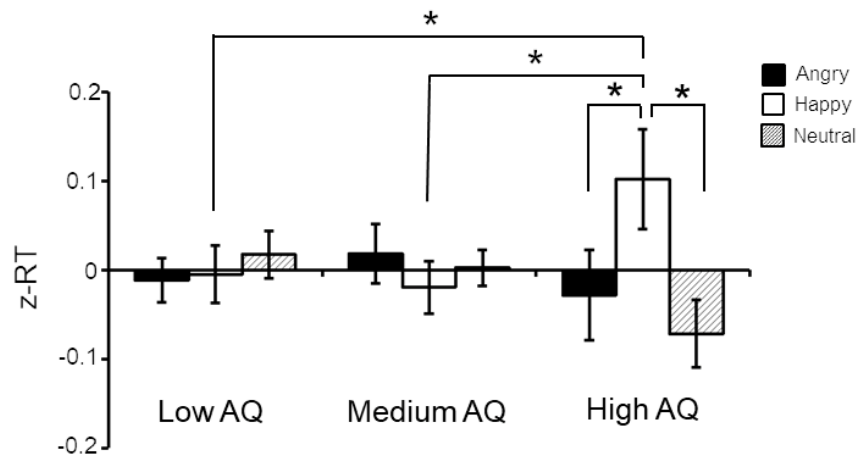 *
*
* *
Angry
Happy
Neutral
0.2
0.1
0
-0.1
-0.2
z-RT
Low AQ Medium AQ High AQ